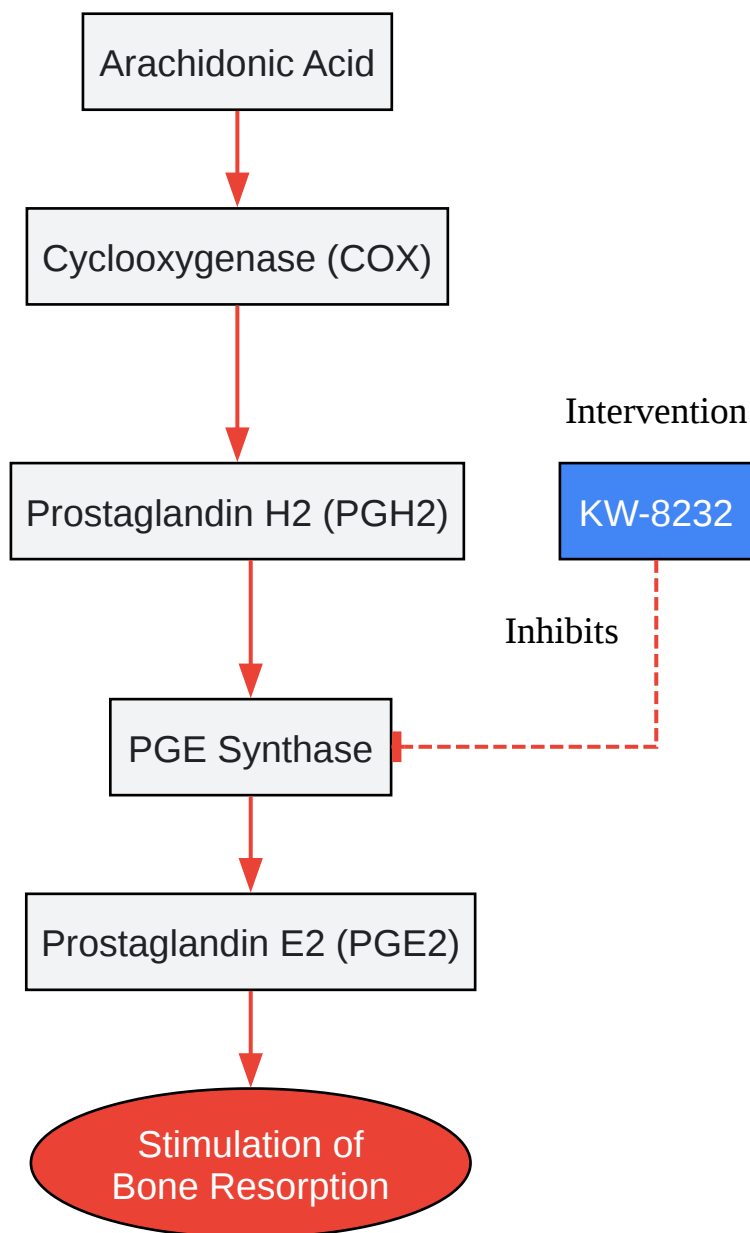 Arachidonic Acid
Cyclooxygenase (COX)
Intervention
Prostaglandin H2 (PGH2)
KW-8232
Inhibits
PGE Synthase
Prostaglandin E2 (PGE2)
Stimulation of
Bone Resorption